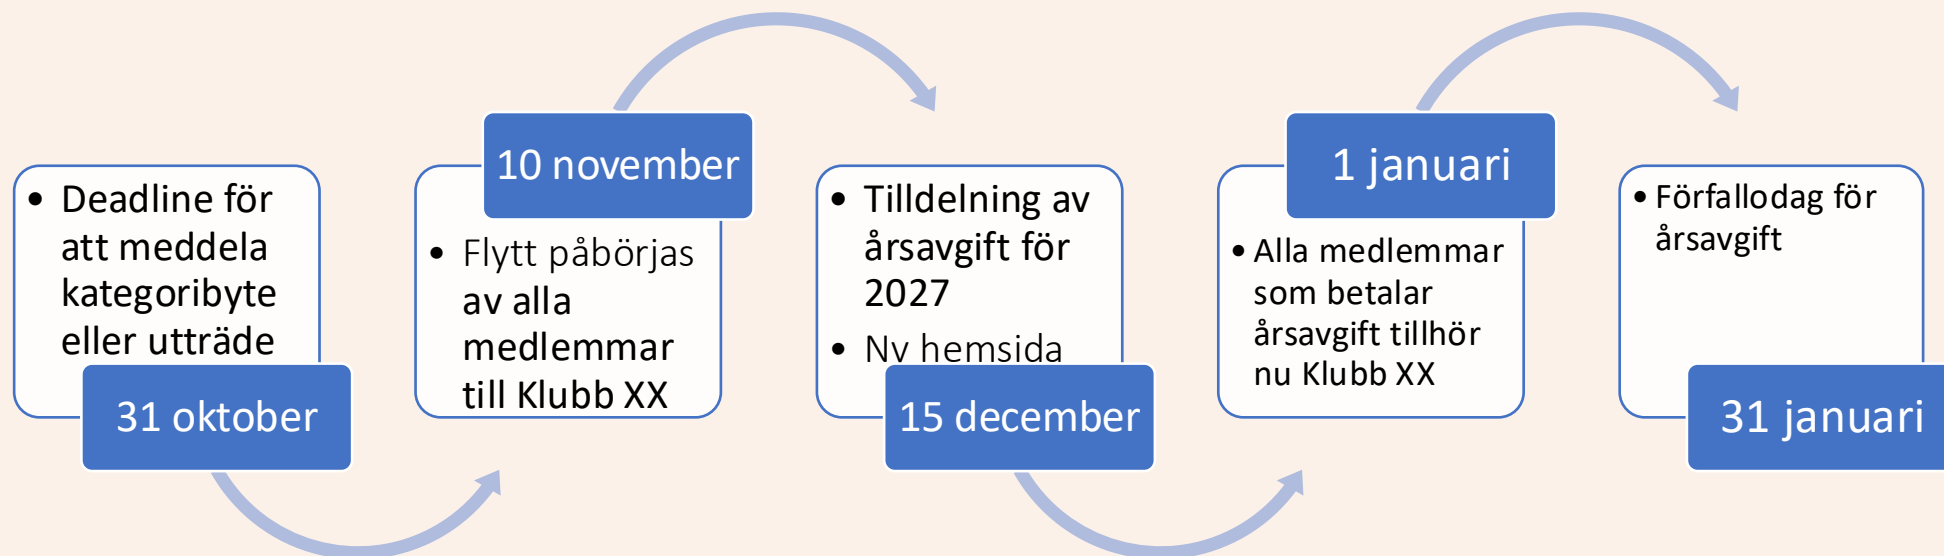 • Deadline för
att meddela
kategoribyte
eller utträde
31 oktober
10 november
• Flytt påbörjas
av alla
medlemmar
till Klubb XX
• Tilldelning av
årsavgift för
2027
• Ny hemsida
15 december
1 januari
• Alla medlemmar
som betalar
årsavgift tillhör
nu Klubb XX
• Förfallodag för
årsavgift
31 januari